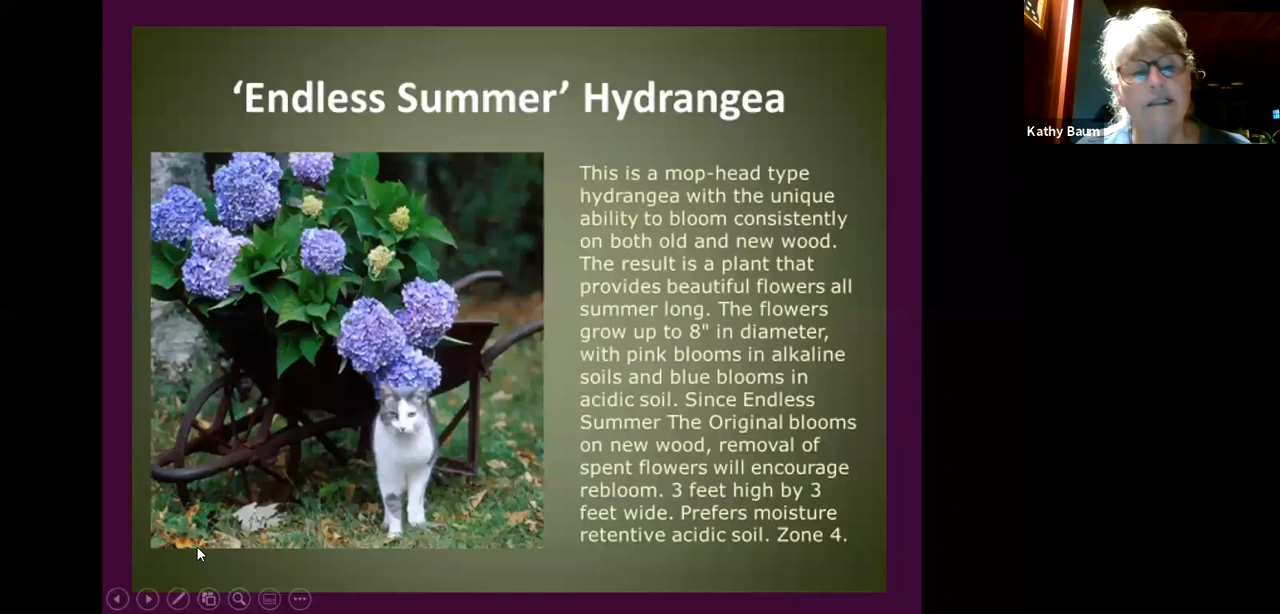 ‘Endless Summer’ Hydrangea
This is a mop-head type
hydrangea with the unique
ability to bloom consistently
on both old and new wood.
The result is a plant that
provides beautiful flowers all
summer long. The flowers
grow up to 8" in diameter,
with pink blooms in alkaline
soils and blue blooms in
acidic soil. Since Endless
Summer The Original blooms
on new wood, removal of
spent flowers will encourage
rebloom. 3 feet high by 3
feet wide. Prefers moisture
retentive acidic soil. Zone 4.
Kathy Baum